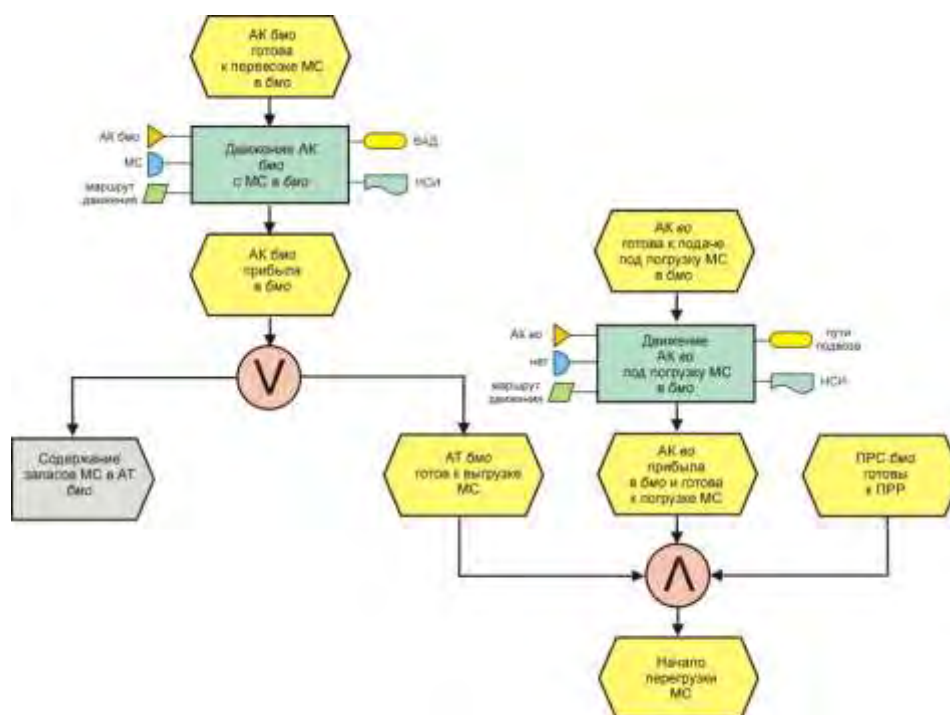 АК бмо
готова
к перевозке МС
в бмо
АК бмо
МС
маршрут
движения
Движение АК
бмо
с МС в бмо
ВАД
НСИ
АК бмо
прибыла
в бмо
V
Содержание
запасов МС в АТ
бмо
АТ бмо
готов к выгрузке
МС
АК во
готова к подаче
под погрузку МС
в бмо
АК во
нет
маршрут
движения
Движение
АК во
под погрузку МС
в бмо
пути
подвоза
НСИ
АК во
прибыла
в бмо и готова
к погрузке МС
ПРС бмо
готовы
к ПРР
Λ
Начало
перегрузки
МС